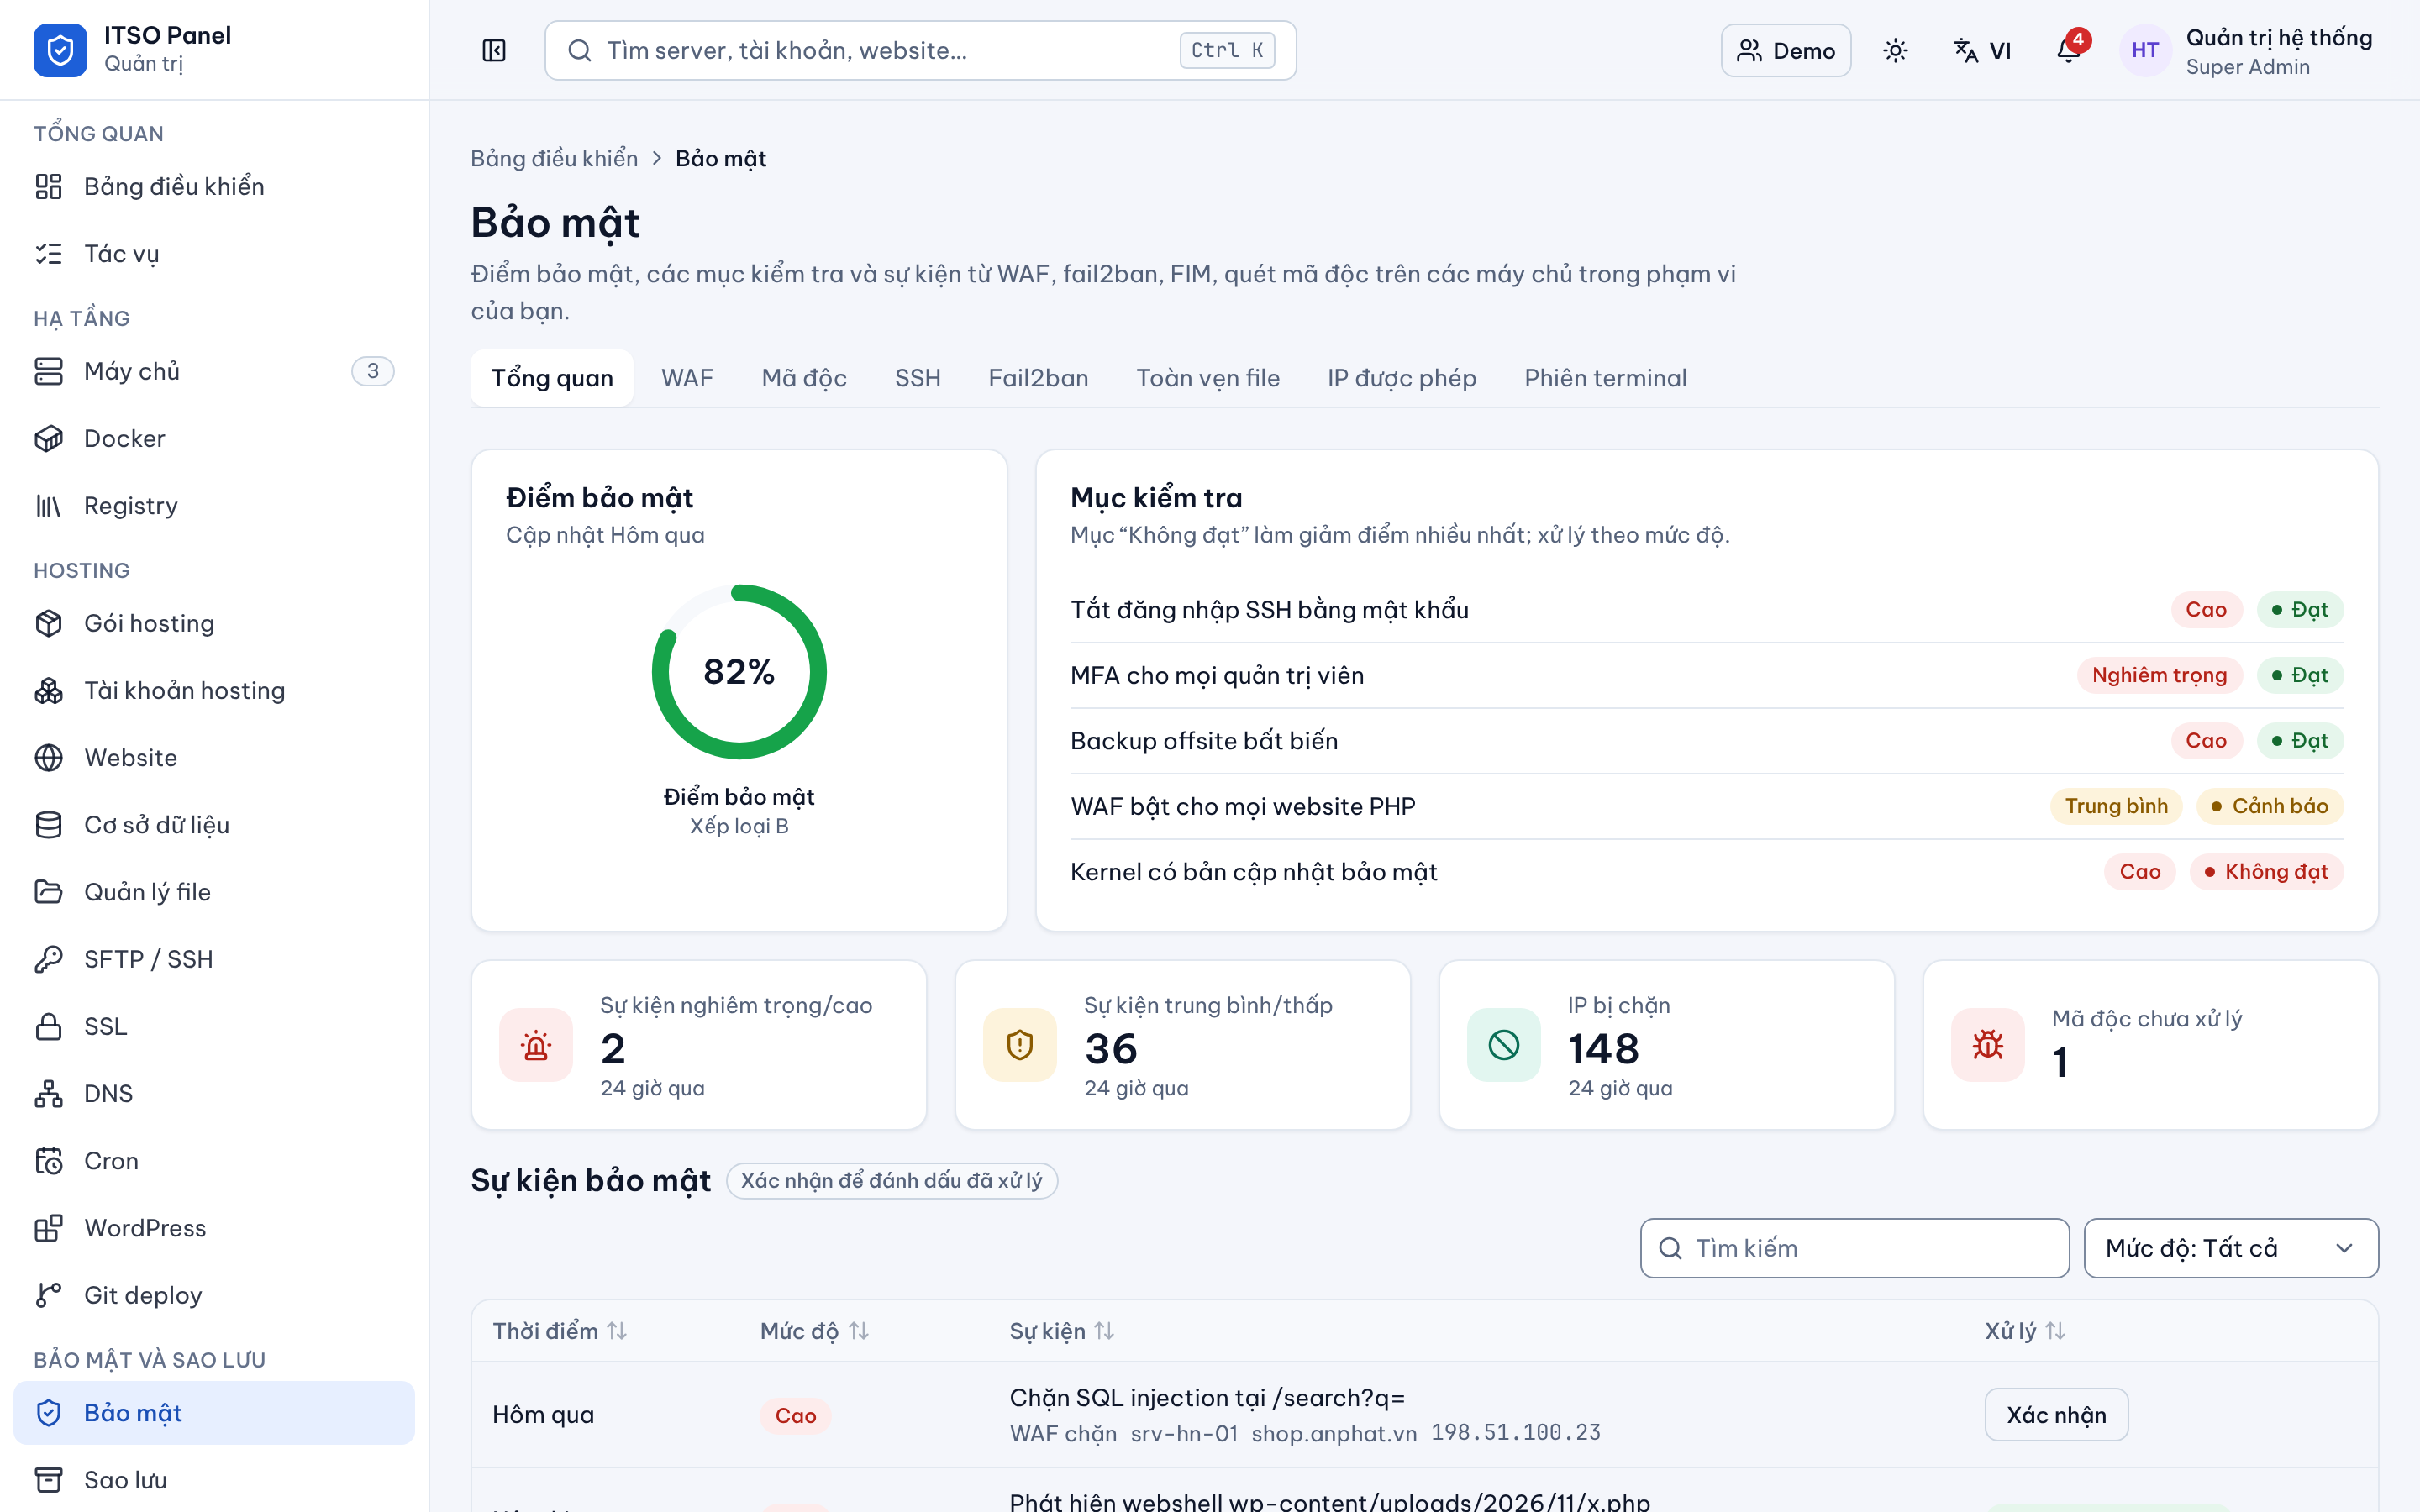 ITSO Panel
Quản trị
Tìm server, tài khoản, website...
Ctrl K
Demo
VI
4
HT
Quản trị hệ thống
Super Admin
TỔNG QUAN
Bảng điều khiển
Tác vụ
HẠ TẦNG
Máy chủ
3
Docker
Registry
HOSTING
Gói hosting
Tài khoản hosting
Website
Cơ sở dữ liệu
Quản lý file
SFTP / SSH
SSL
DNS
Cron
WordPress
Git deploy
BẢO MẬT VÀ SAO LƯU
Bảo mật
Sao lưu
Bảng điều khiển > Bảo mật
Bảo mật
Điểm bảo mật, các mục kiểm tra và sự kiện từ WAF, fail2ban, FIM, quét mã độc trên các máy chủ trong phạm vi
của bạn.
Tổng quan WAF Mã độc SSH Fail2ban Toàn vẹn file IP được phép Phiên terminal
Điểm bảo mật
Cập nhật Hôm qua
82%
Điểm bảo mật
Xếp loại B
Mục kiểm tra
Mục “Không đạt” làm giảm điểm nhiều nhất; xử lý theo mức độ.
Tắt đăng nhập SSH bằng mật khẩu Cao Đạt
MFA cho mọi quản trị viên Nghiêm trọng Đạt
Backup offsite bất biến Cao Đạt
WAF bật cho mọi website PHP Trung bình Cảnh báo
Kernel có bản cập nhật bảo mật Cao Không đạt
Sự kiện nghiêm trọng/cao
2
24 giờ qua
Sự kiện trung bình/thấp
36
24 giờ qua
IP bị chặn
148
24 giờ qua
Mã độc chưa xử lý
1
Sự kiện bảo mật Xác nhận để đánh dấu đã xử lý
Tìm kiếm
Mức độ: Tất cả
Thời điểm Mức độ Sự kiện Xử lý
Hôm qua Cao Chặn SQL injection tại /search?q= Xác nhận
WAF chặn srv-hn-01 shop.anphat.vn 198.51.100.23
Phát hiện webshell wp-content/uploads/2026/11/x.php